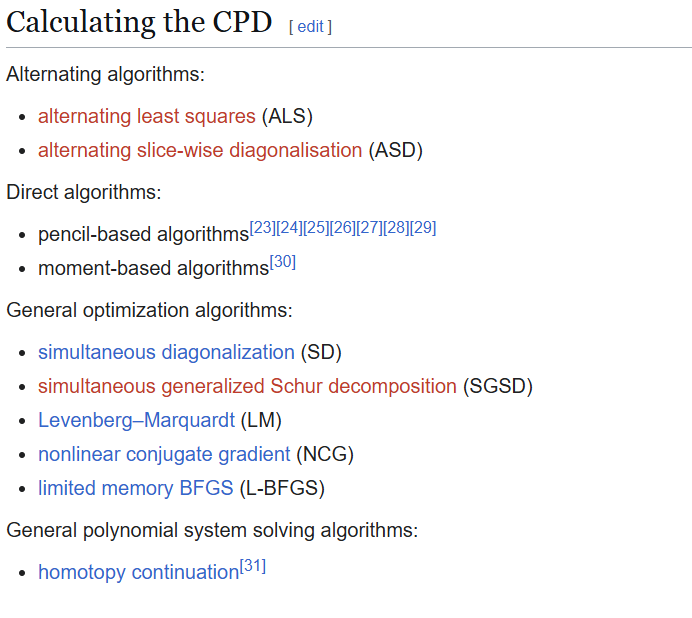 Calculating the CPD [ edit ]
Alternating algorithms:
• alternating least squares (ALS)
• alternating slice-wise diagonalisation (ASD)
Direct algorithms:
• pencil-based algorithms[23][24][25][26][27][28][29]
• moment-based algorithms[30]
General optimization algorithms:
• simultaneous diagonalization (SD)
• simultaneous generalized Schur decomposition (SGSD)
• Levenberg–Marquardt (LM)
• nonlinear conjugate gradient (NCG)
• limited memory BFGS (L-BFGS)
General polynomial system solving algorithms:
• homotopy continuation[31]